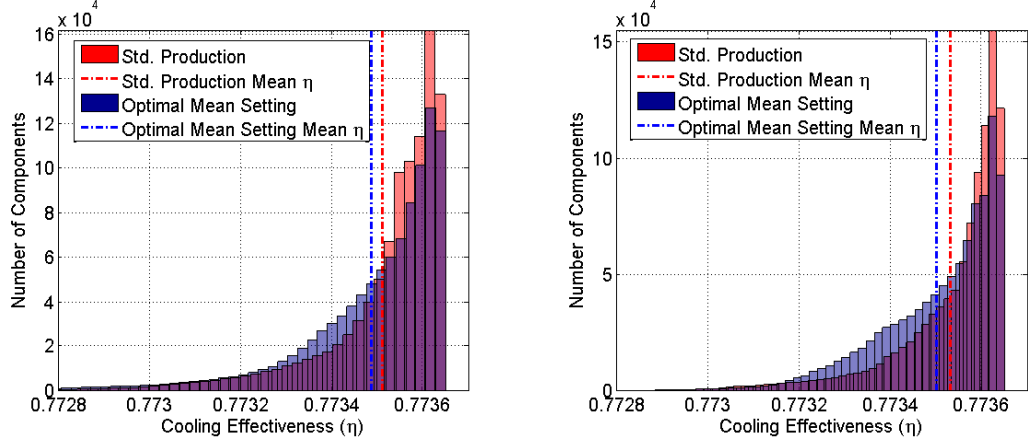 x 10^4
16
14
12
10
8
6
4
2
0
Number of Components
Std. Production
Std. Production Mean η
Optimal Mean Setting
Optimal Mean Setting Mean η
0.7728 0.773 0.7732 0.7734 0.7736
Cooling Effectiveness (η)
x 10^4
15
10
5
0
Number of Components
Std. Production
Std. Production Mean η
Optimal Mean Setting
Optimal Mean Setting Mean η
0.7728 0.773 0.7732 0.7734 0.7736
Cooling Effectiveness (η)